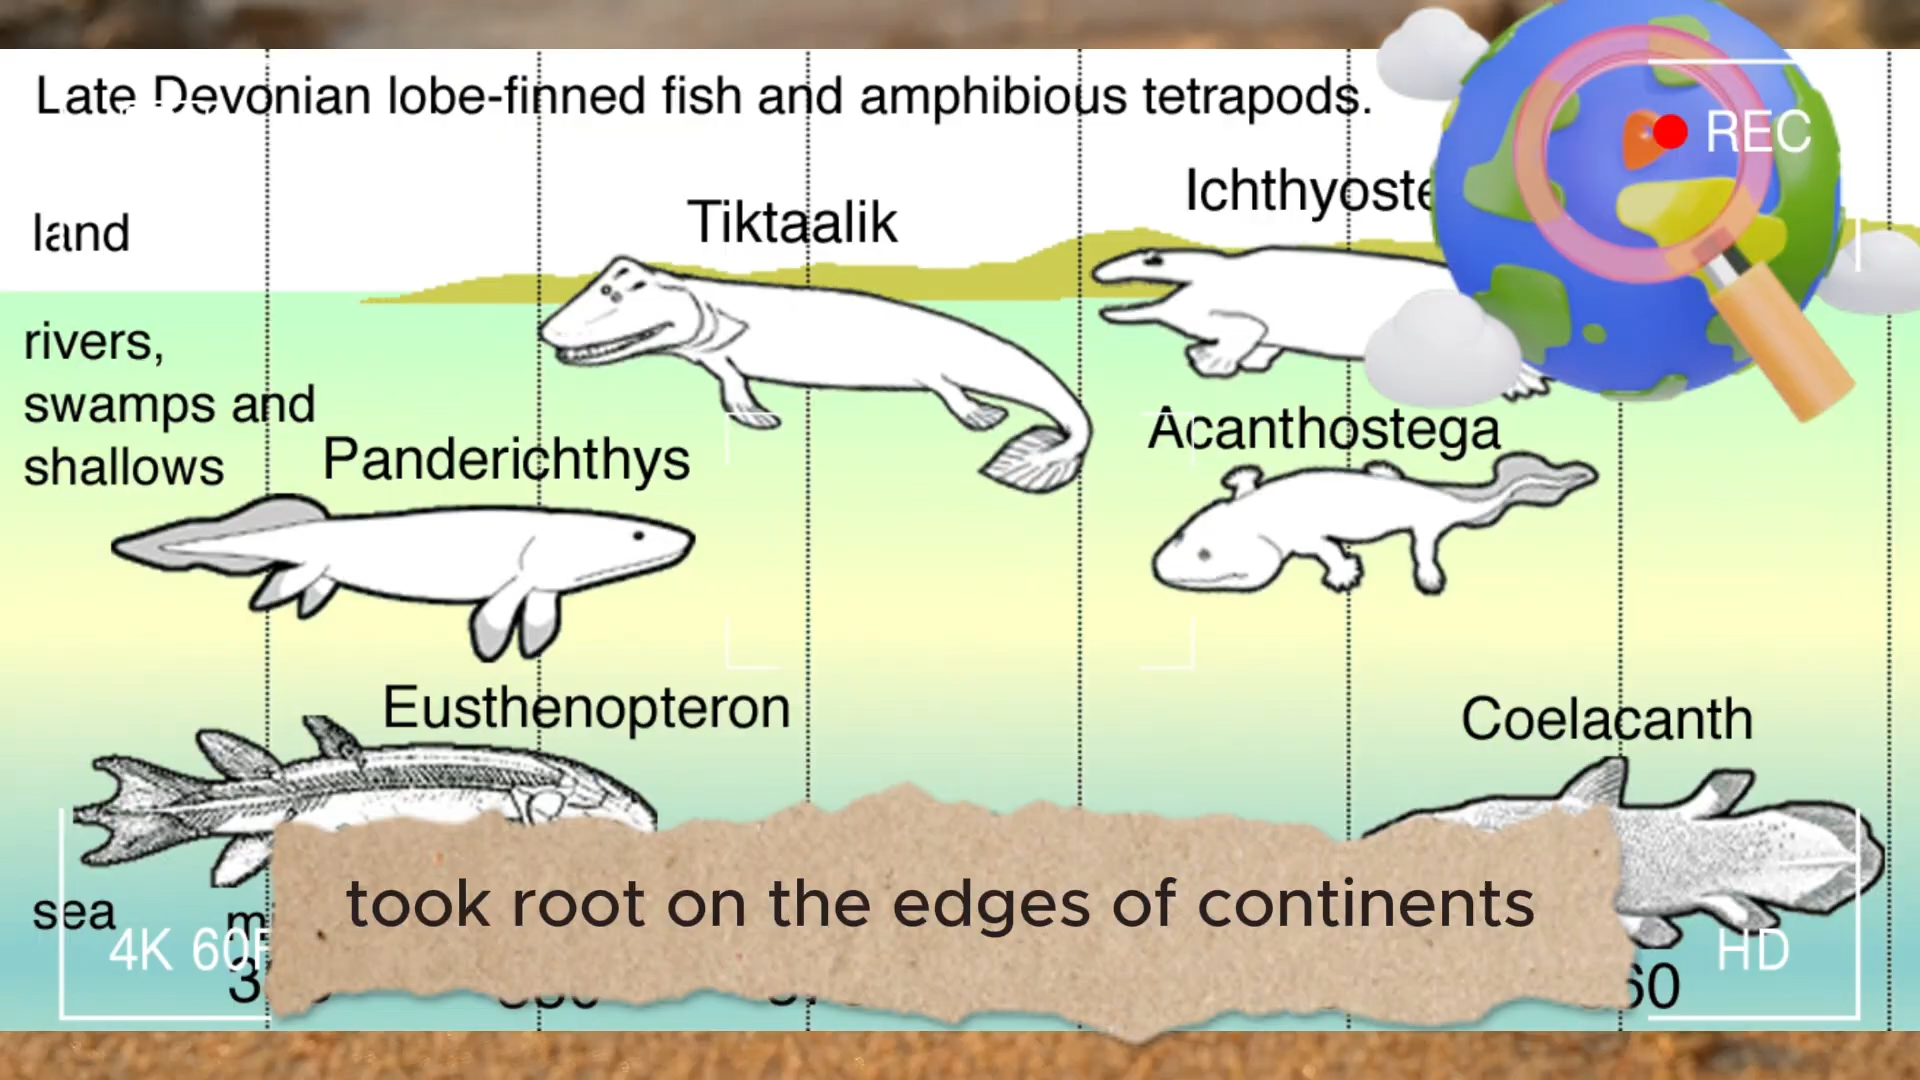 Late Devonian lobe-finned fish and amphibious tetrapods.
REC
Tiktaalik
land
rivers,
swamps and
shallows
Panderichthys
Acanthostega
Eusthenopteron
Coelacanth
took root on the edges of continents
sea
4K
HD